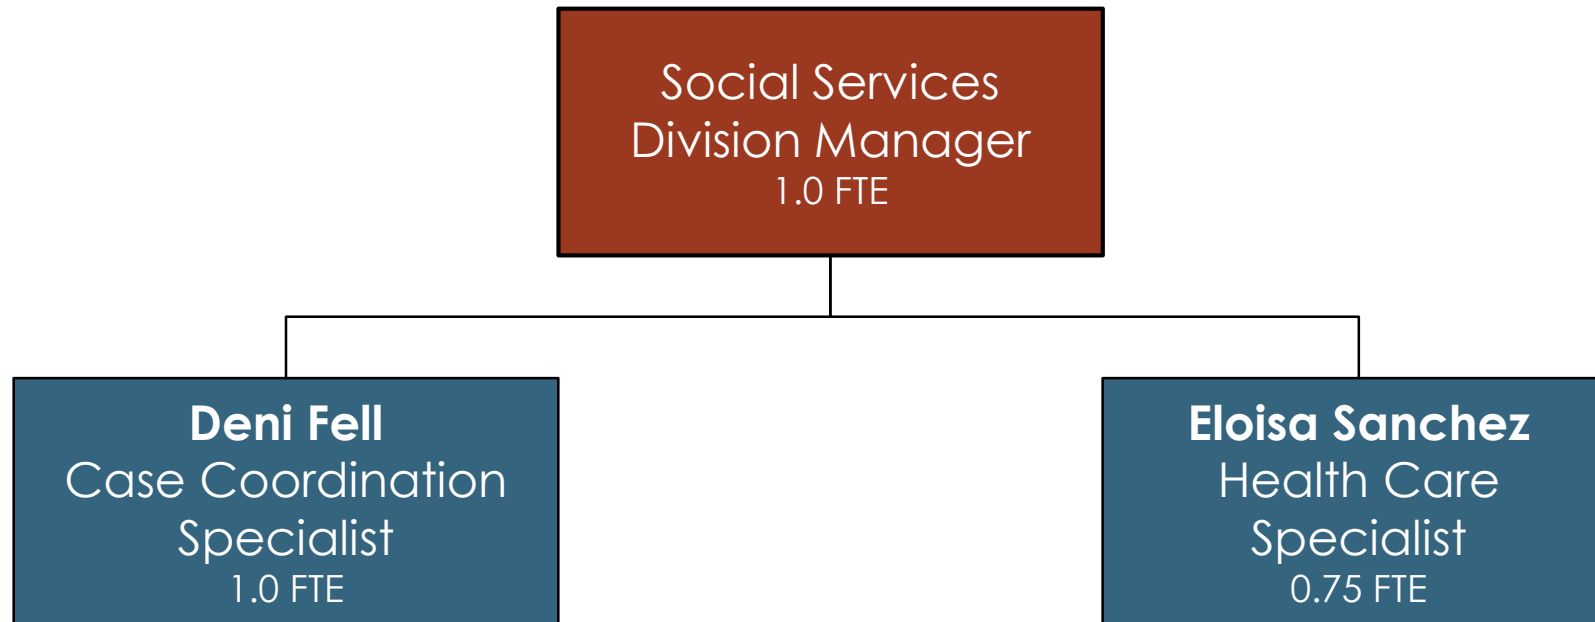 Social Services
Division Manager
1.0 FTE
Deni Fell
Case Coordination
Specialist
1.0 FTE
Eloisa Sanchez
Health Care
Specialist
0.75 FTE